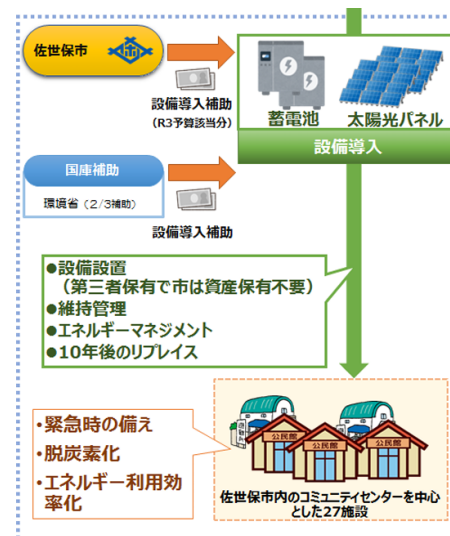 佐世保市
設備導入補助
(R3予算該当分)
蓄電池
太陽光パネル
設備導入
国庫補助
環境省（2/3補助）
設備導入補助
●設備設置
（第三者保有で市は資産保有不要）
●維持管理
●エネルギーマネジメント
●10年後のリプレイス
・緊急時の備え
・脱炭素化
・エネルギー利用効
率化
公民館
公民館
公民館
佐世保市内のコミュニティセンターを中心
とした27施設